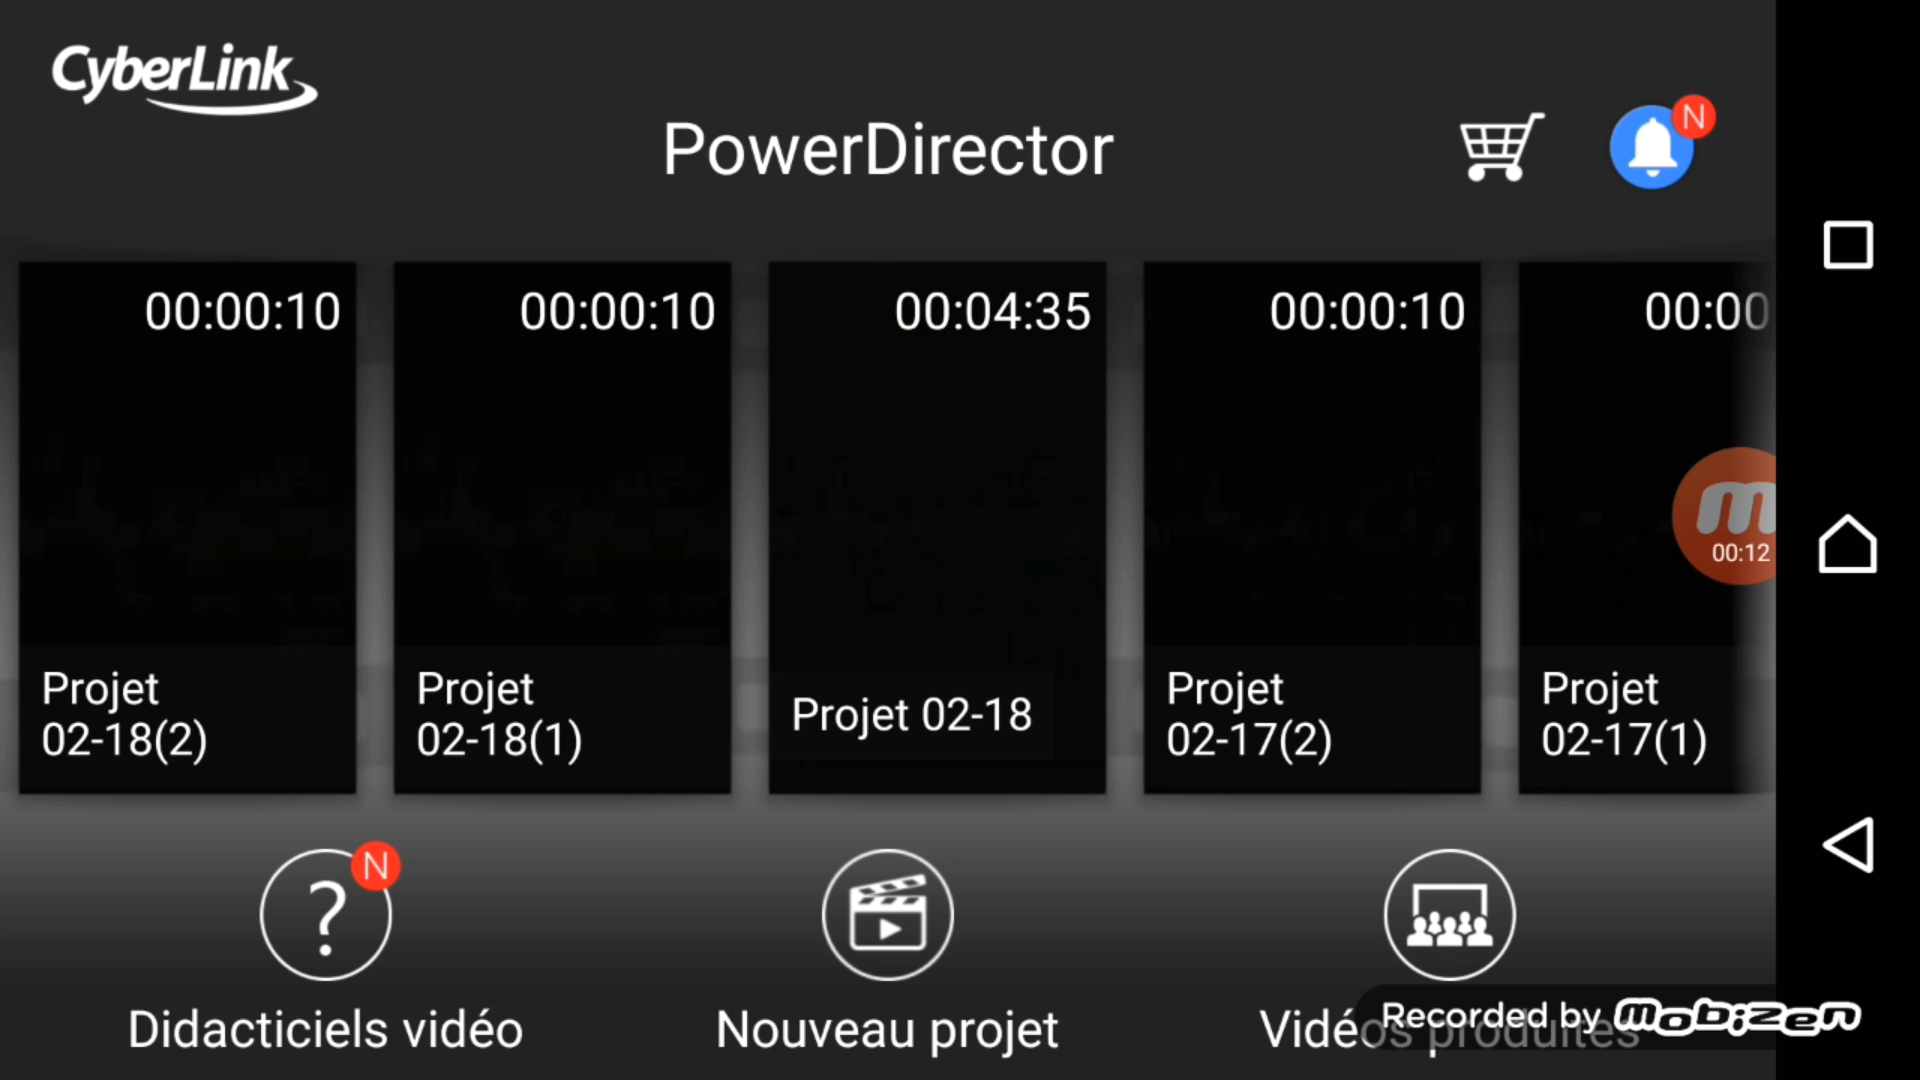 CyberLink
PowerDirector
N
00:00:10
00:00:10
00:04:35
00:00:10
00:00
Projet
02-18(2)
Projet
02-18(1)
Projet 02-18
Projet
02-17(2)
Projet
02-17(1)
m
00:12
N
Didacticiels vidéo
Nouveau projet
Vidéos produites
Recorded by mobizen